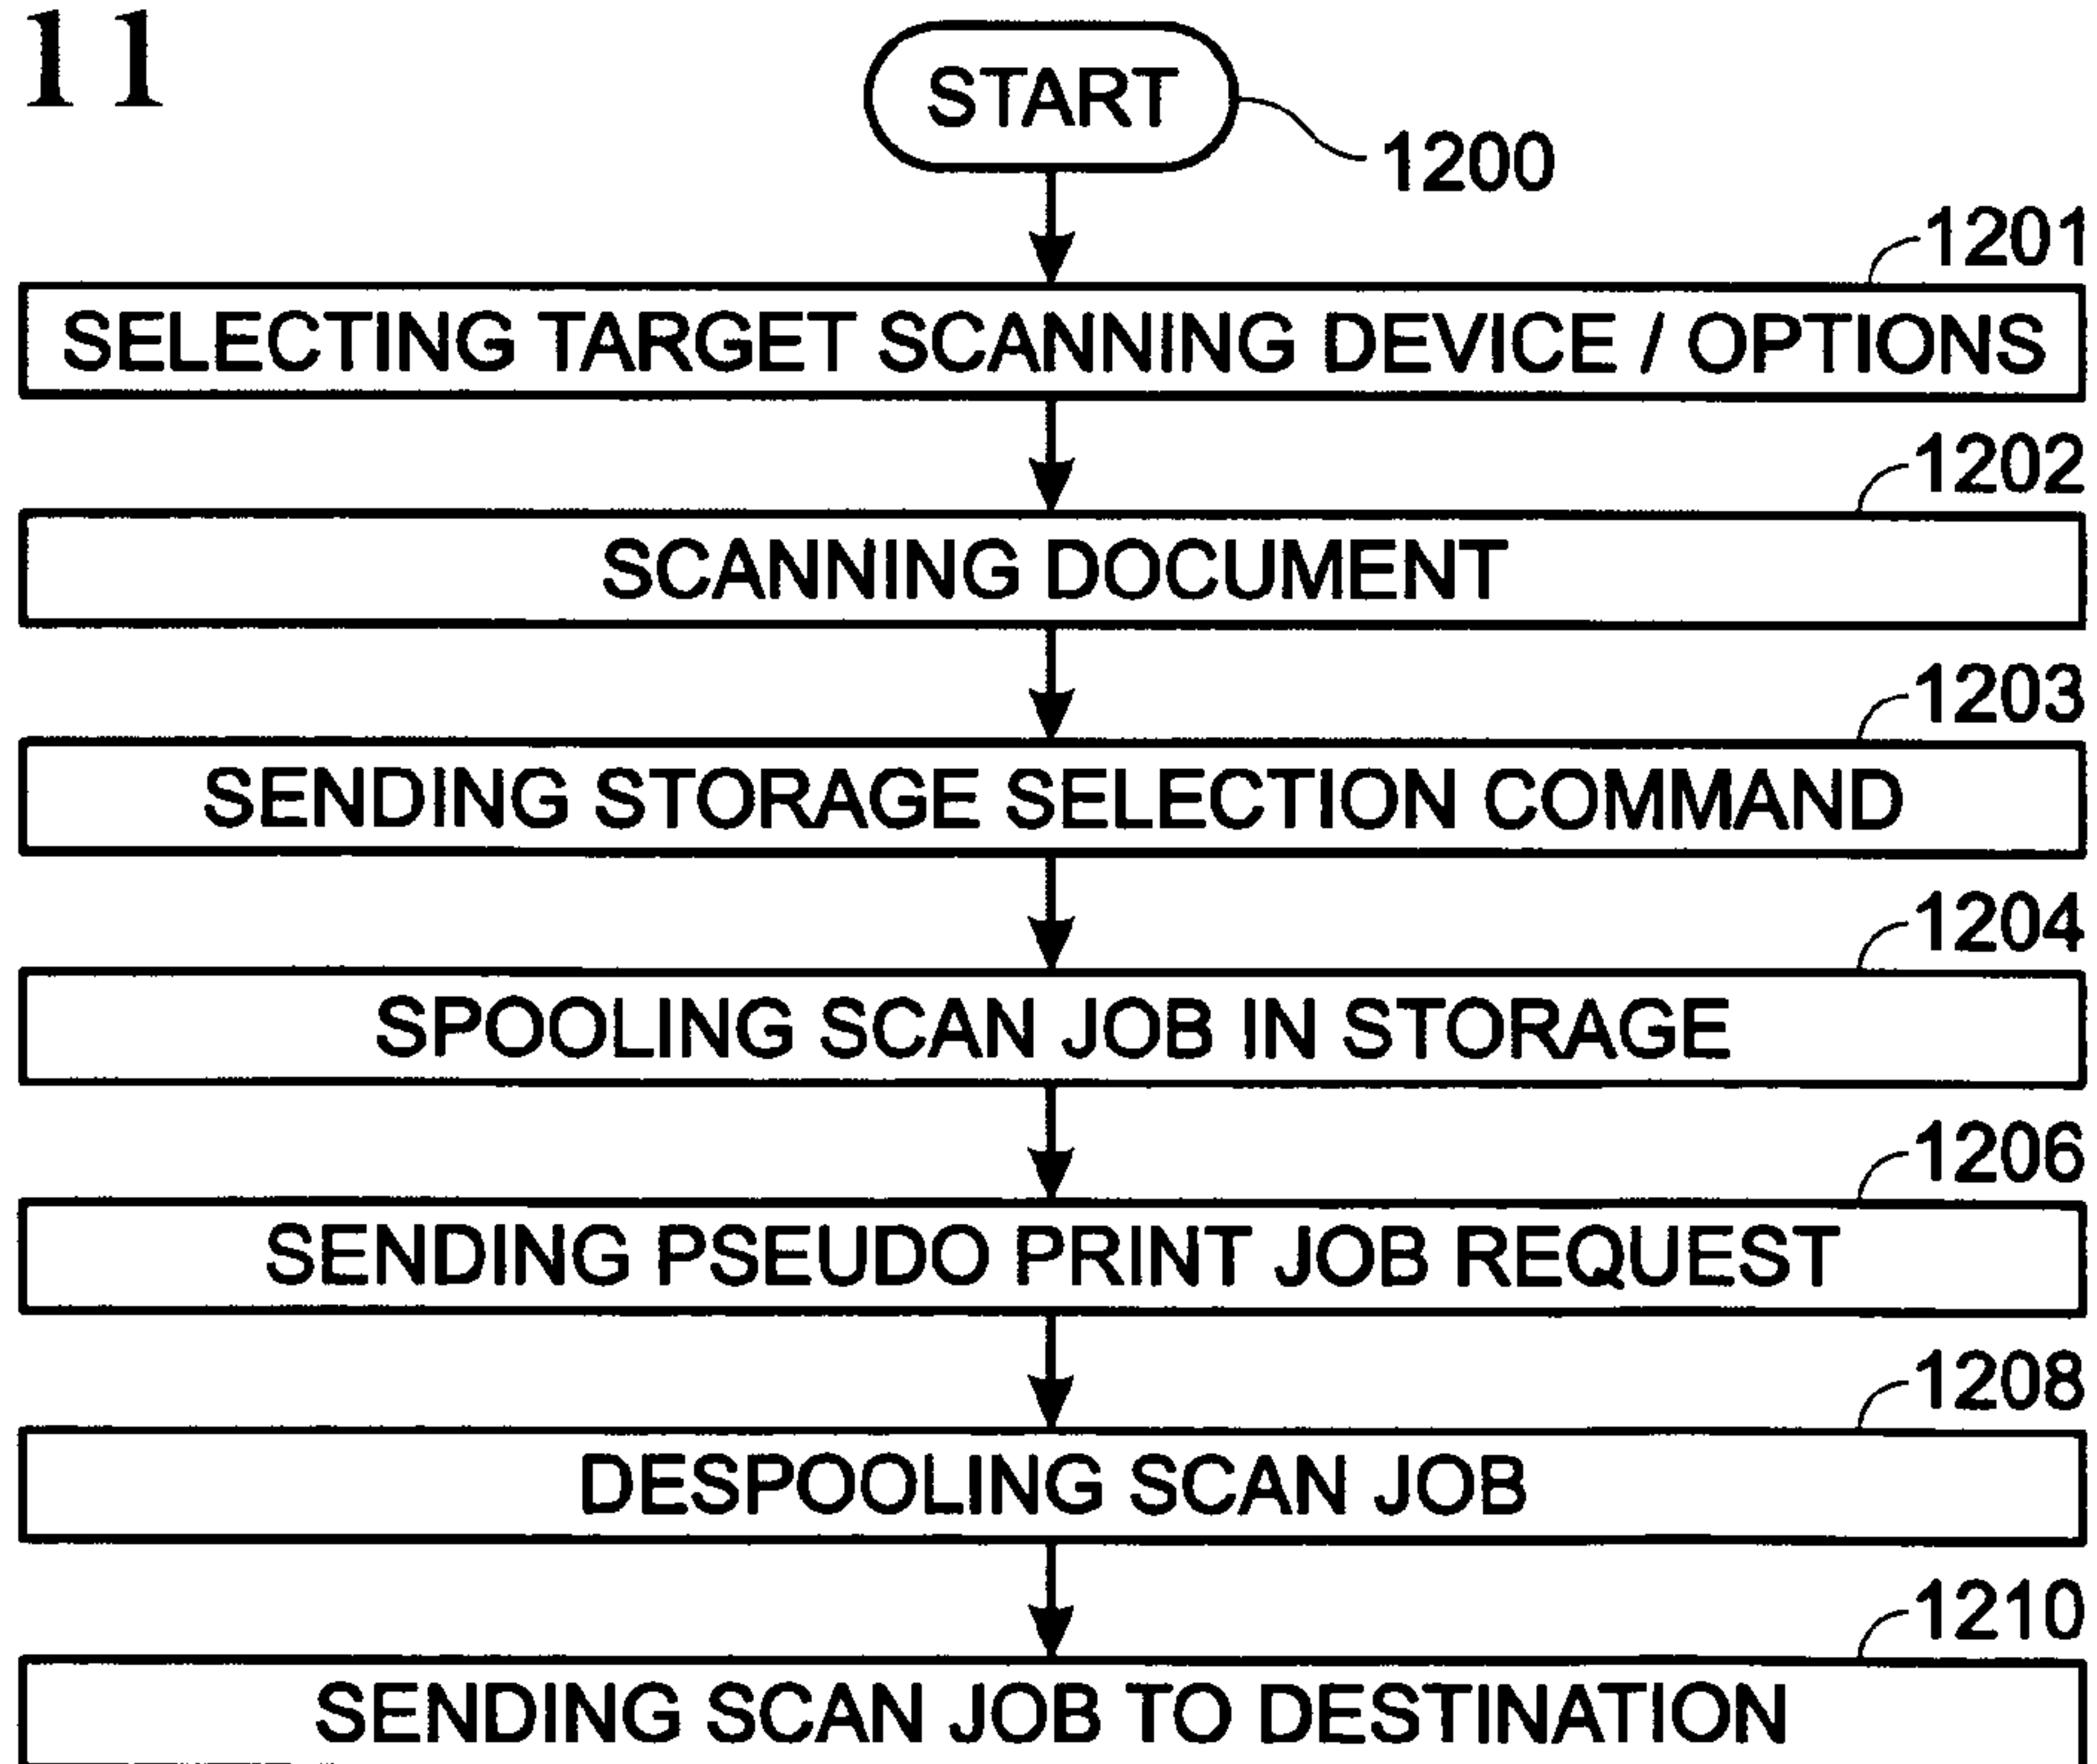 11
START
1200
1201
SELECTING TARGET SCANNING DEVICE / OPTIONS
1202
SCANNING DOCUMENT
1203
SENDING STORAGE SELECTION COMMAND
1204
SPOOLING SCAN JOB IN STORAGE
1206
SENDING PSEUDO PRINT JOB REQUEST
1208
DESPOOLING SCAN JOB
1210
SENDING SCAN JOB TO DESTINATION